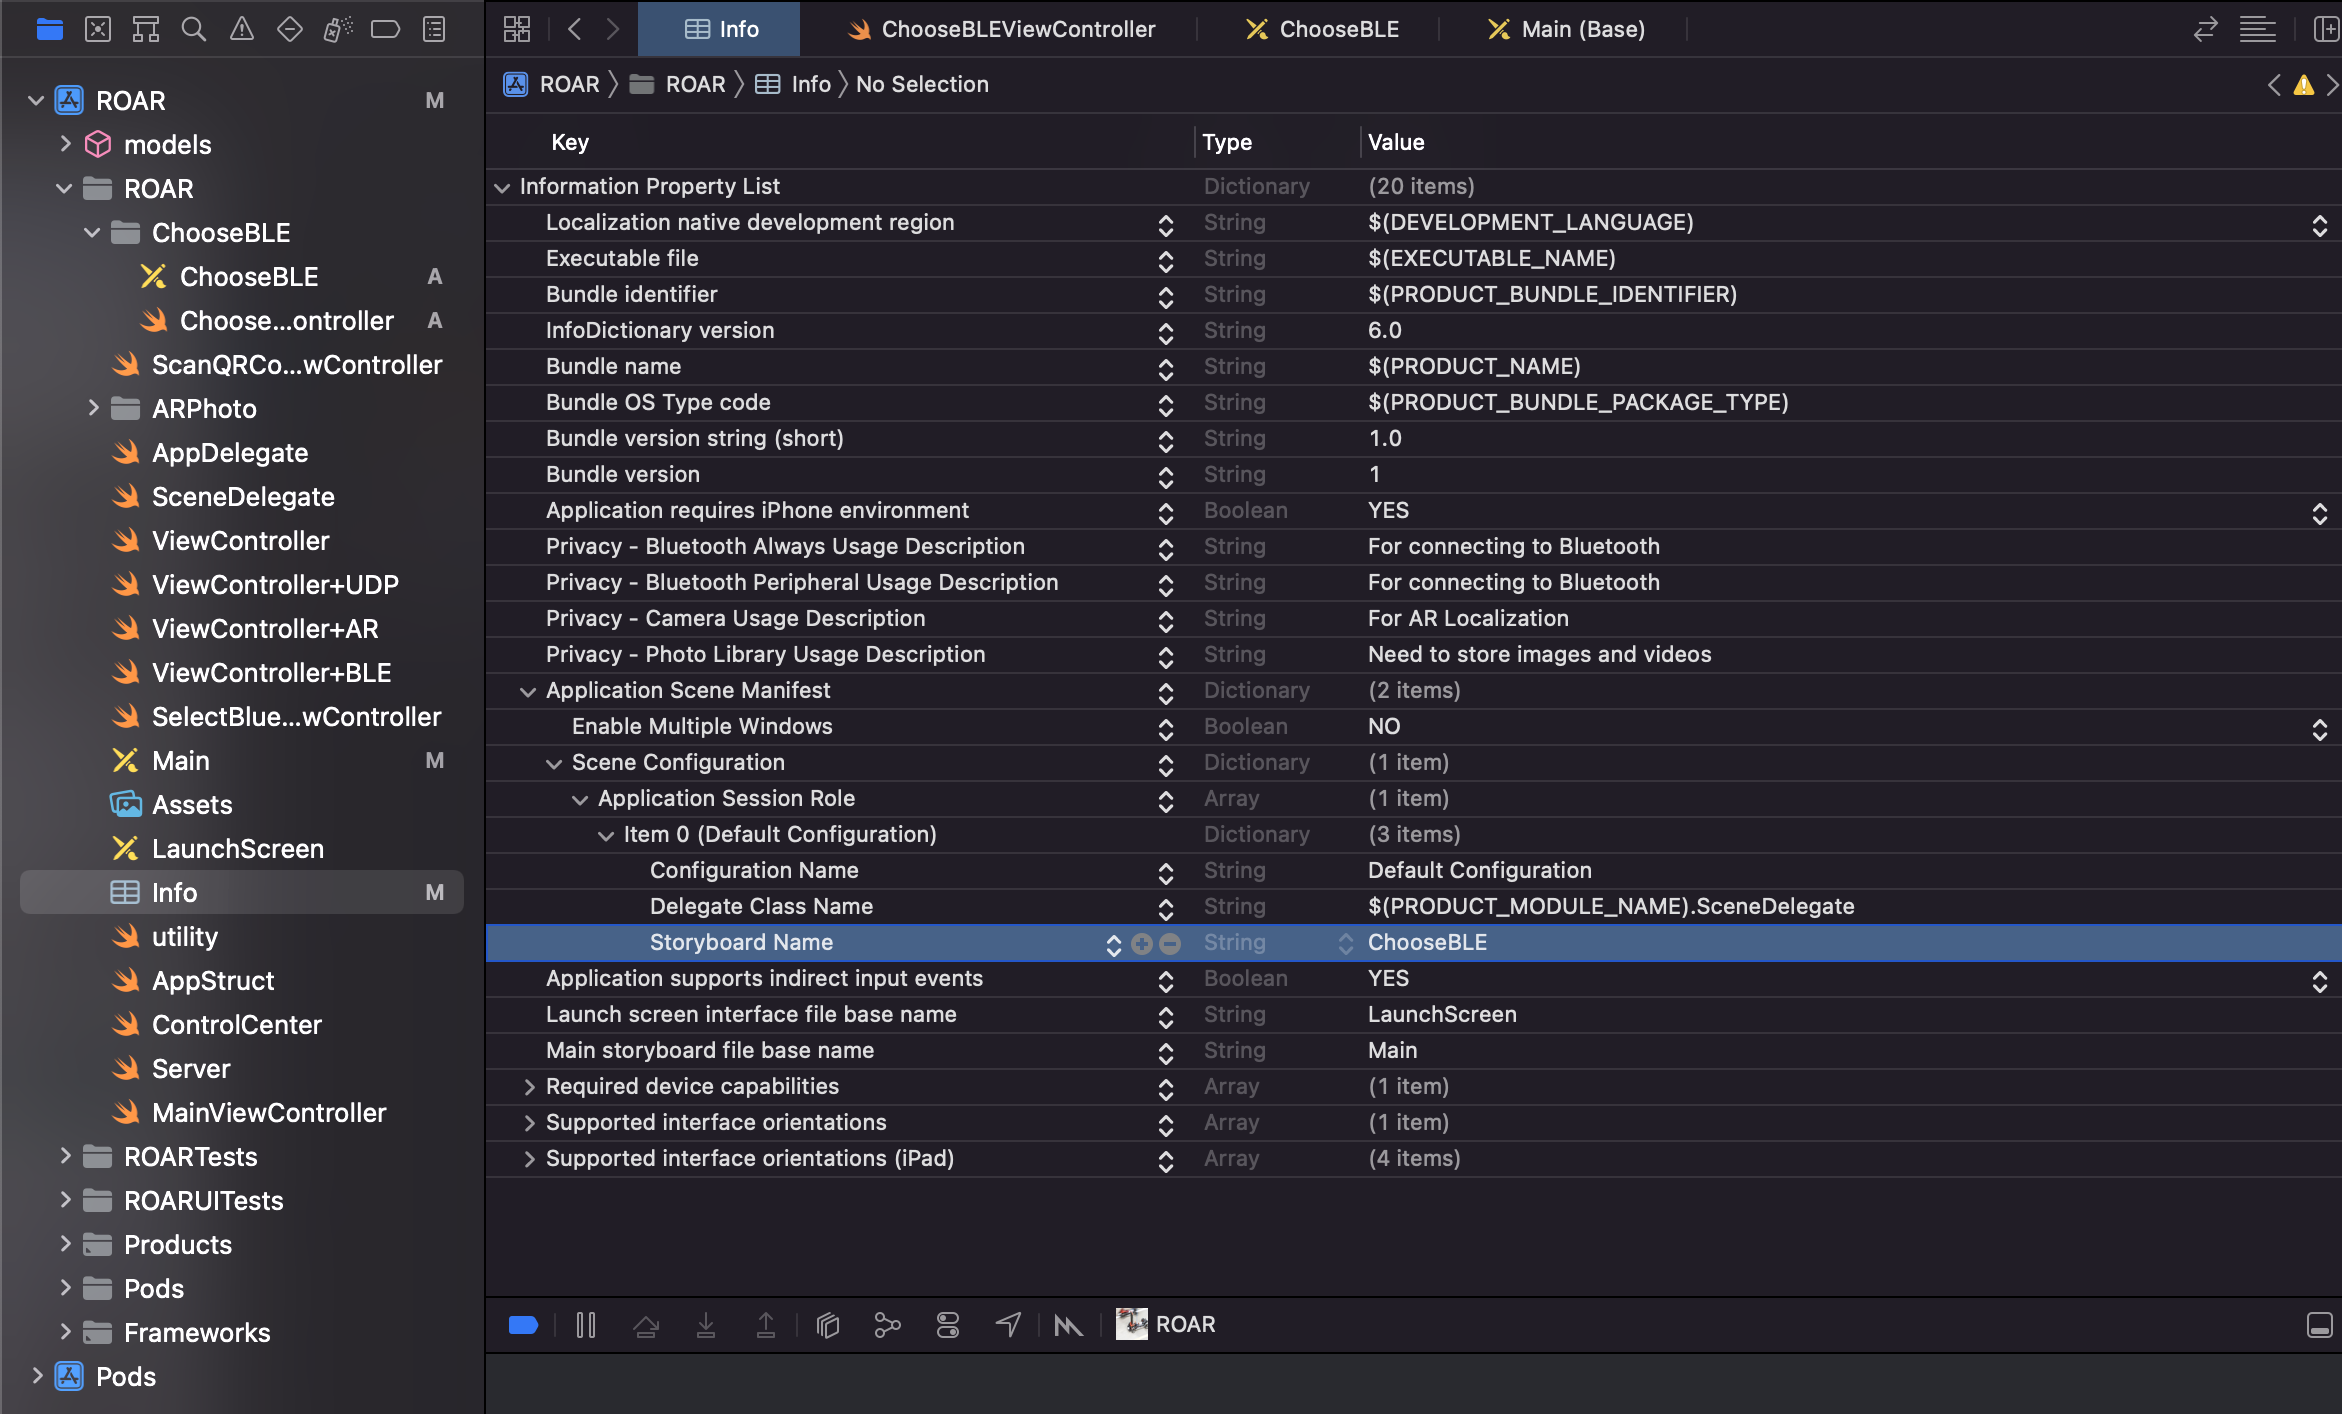 Info
ChooseBLEViewController
ChooseBLE
Main (Base)
ROAR
ROAR
Info
No Selection
ROAR M
models
ROAR
ChooseBLE
ChooseBLE A
Choose...ontroller A
ScanQRCo...wController
ARPhoto
AppDelegate
SceneDelegate
ViewController
ViewController+UDP
ViewController+AR
ViewController+BLE
SelectBlue...wController
Main M
Assets
LaunchScreen
Info M
utility
AppStruct
ControlCenter
Server
MainViewController
ROARTests
ROARUITests
Products
Pods
Frameworks
Pods
Key Type Value
Information Property List Dictionary (20 items)
Localization native development region String $(DEVELOPMENT_LANGUAGE)
Executable file String $(EXECUTABLE_NAME)
Bundle identifier String $(PRODUCT_BUNDLE_IDENTIFIER)
InfoDictionary version String 6.0
Bundle name String $(PRODUCT_NAME)
Bundle OS Type code String $(PRODUCT_BUNDLE_PACKAGE_TYPE)
Bundle version string (short) String 1.0
Bundle version String 1
Application requires iPhone environment Boolean YES
Privacy - Bluetooth Always Usage Description String For connecting to Bluetooth
Privacy - Bluetooth Peripheral Usage Description String For connecting to Bluetooth
Privacy - Camera Usage Description String For AR Localization
Privacy - Photo Library Usage Description String Need to store images and videos
Application Scene Manifest Dictionary (2 items)
Enable Multiple Windows Boolean NO
Scene Configuration Dictionary (1 item)
Application Session Role Array (1 item)
Item 0 (Default Configuration) Dictionary (3 items)
Configuration Name String Default Configuration
Delegate Class Name String $(PRODUCT_MODULE_NAME).SceneDelegate
Storyboard Name String ChooseBLE
Application supports indirect input events Boolean YES
Launch screen interface file base name String LaunchScreen
Main storyboard file base name String Main
Required device capabilities Array (1 item)
Supported interface orientations Array (1 item)
Supported interface orientations (iPad) Array (4 items)
ROAR